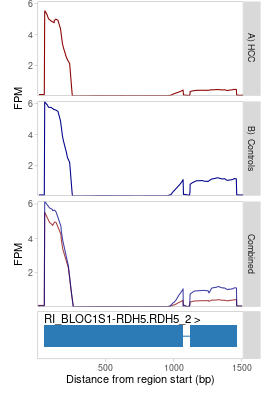 6
4
2
FPM
A) HCC
6
4
2
B) Controls
6
4
2
FPM
Combined
RI_BLOC1S1-RDH5.RDH5_2 >
500
1000
1500
Distance from region start (bp)